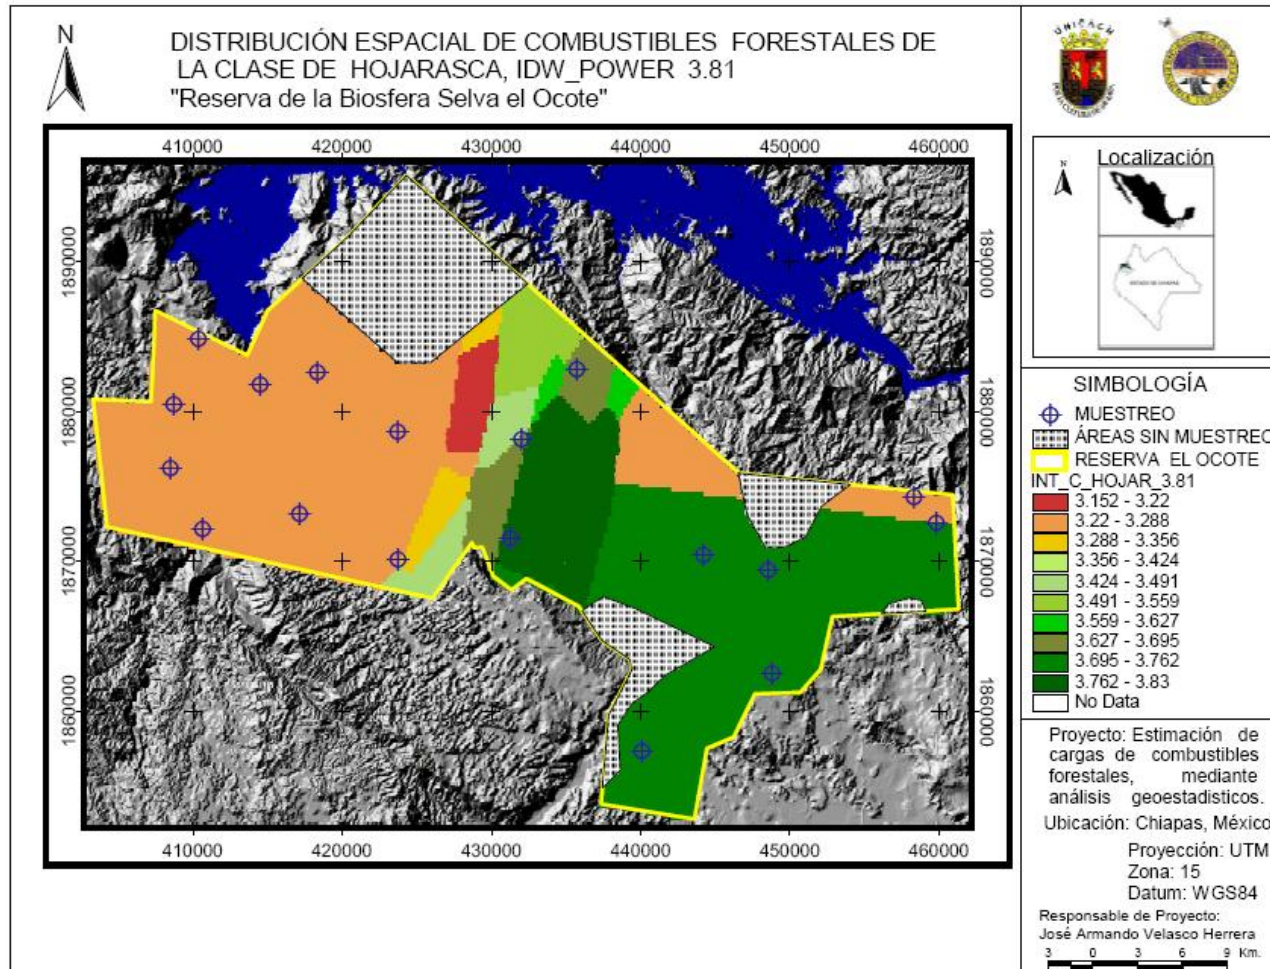 N
DISTRIBUCIÓN ESPACIAL DE COMBUSTIBLES FORESTALES DE
LA CLASE DE HOJARASCA, IDW_POWER 3.81
"Reserva de la Biosfera Selva el Ocote"
410000 420000 430000 440000 450000 460000
1890000 1890000
1880000 1880000
1870000 1870000
1860000 1860000
410000 420000 430000 440000 450000 460000
UNICACH
Localización
N
SIMBOLOGÍA
MUESTREO
ÁREAS SIN MUESTREO
RESERVA EL OCOTE
INT_C_HOJAR_3.81
3.152 - 3.22
3.22 - 3.288
3.288 - 3.356
3.356 - 3.424
3.424 - 3.491
3.491 - 3.559
3.559 - 3.627
3.627 - 3.695
3.695 - 3.762
3.762 - 3.83
No Data
Proyecto: Estimación de
cargas de combustibles
forestales, mediante
análisis geoestadisticos.
Ubicación: Chiapas, México
Proyección: UTM
Zona: 15
Datum: WGS84
Responsable de Proyecto:
José Armando Velasco Herrera
3 0 3 6 9 Km.